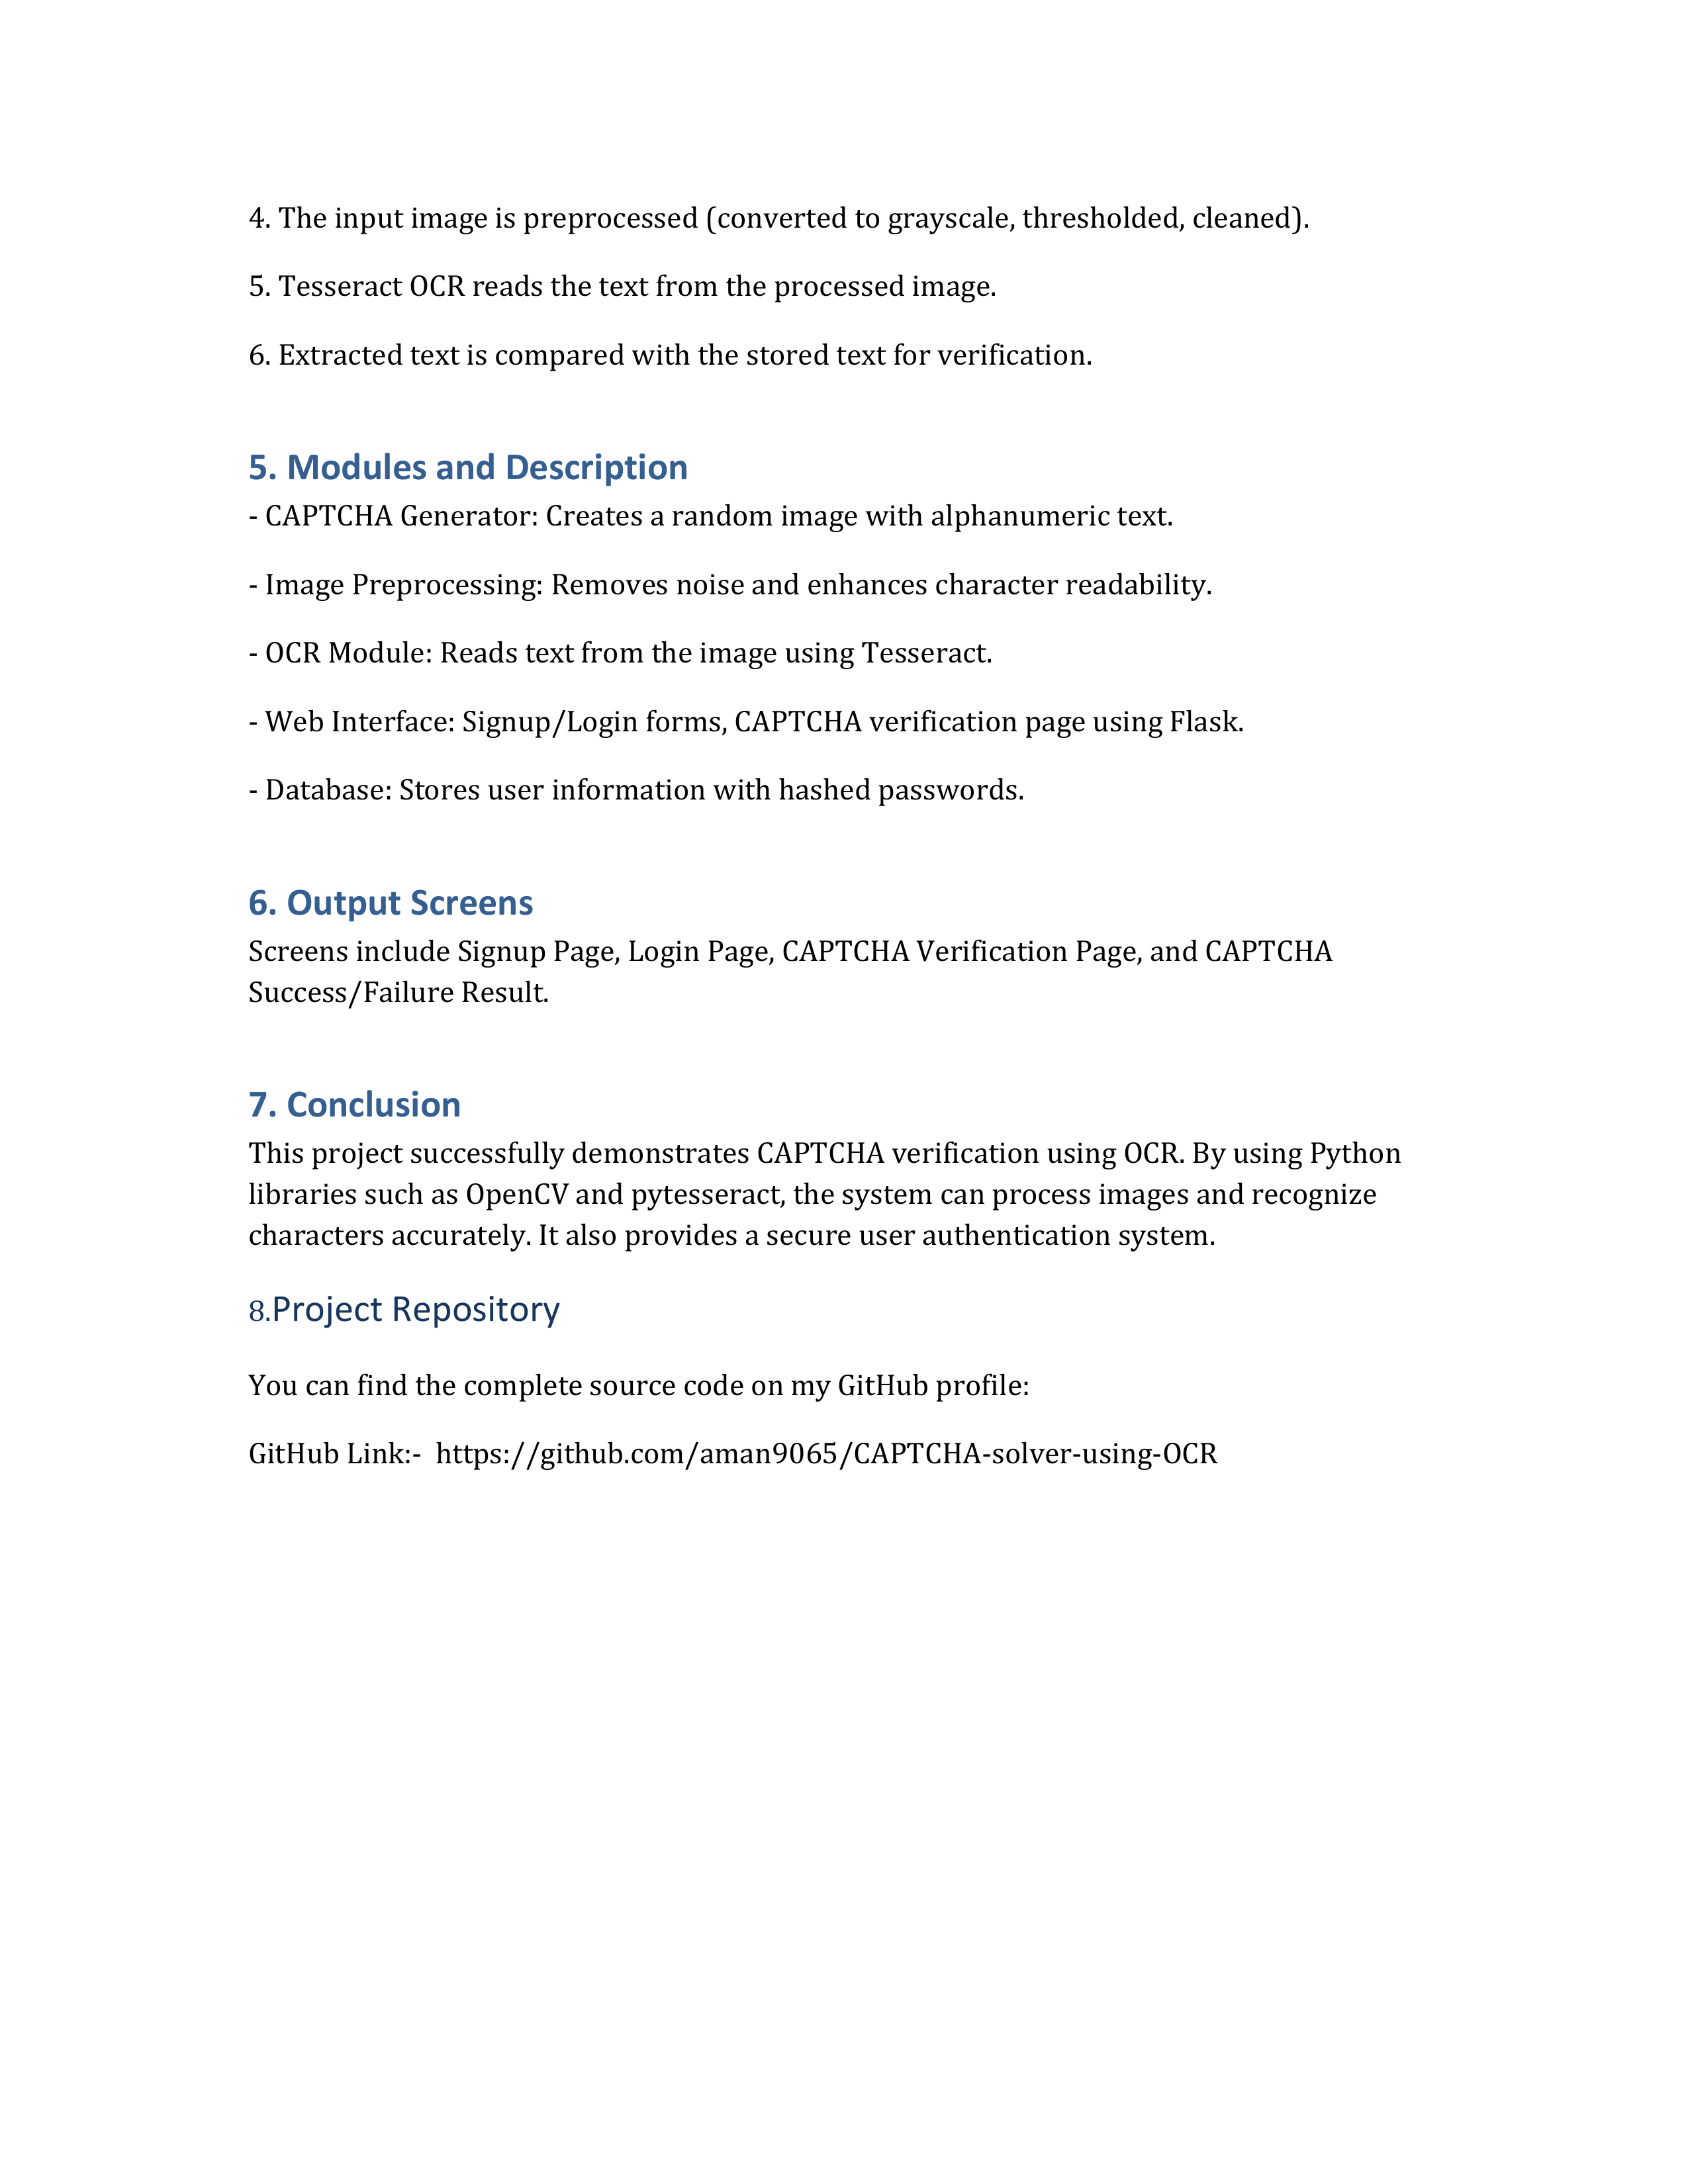 4. The input image is preprocessed (converted to grayscale, thresholded, cleaned).
5. Tesseract OCR reads the text from the processed image.
6. Extracted text is compared with the stored text for verification.
5. Modules and Description
- CAPTCHA Generator: Creates a random image with alphanumeric text.
- Image Preprocessing: Removes noise and enhances character readability.
- OCR Module: Reads text from the image using Tesseract.
- Web Interface: Signup/Login forms, CAPTCHA verification page using Flask.
- Database: Stores user information with hashed passwords.
6. Output Screens
Screens include Signup Page, Login Page, CAPTCHA Verification Page, and CAPTCHA
Success/Failure Result.
7. Conclusion
This project successfully demonstrates CAPTCHA verification using OCR. By using Python
libraries such as OpenCV and pytesseract, the system can process images and recognize
characters accurately. It also provides a secure user authentication system.
8.Project Repository
You can find the complete source code on my GitHub profile:
GitHub Link:-  https://github.com/aman9065/CAPTCHA-solver-using-OCR